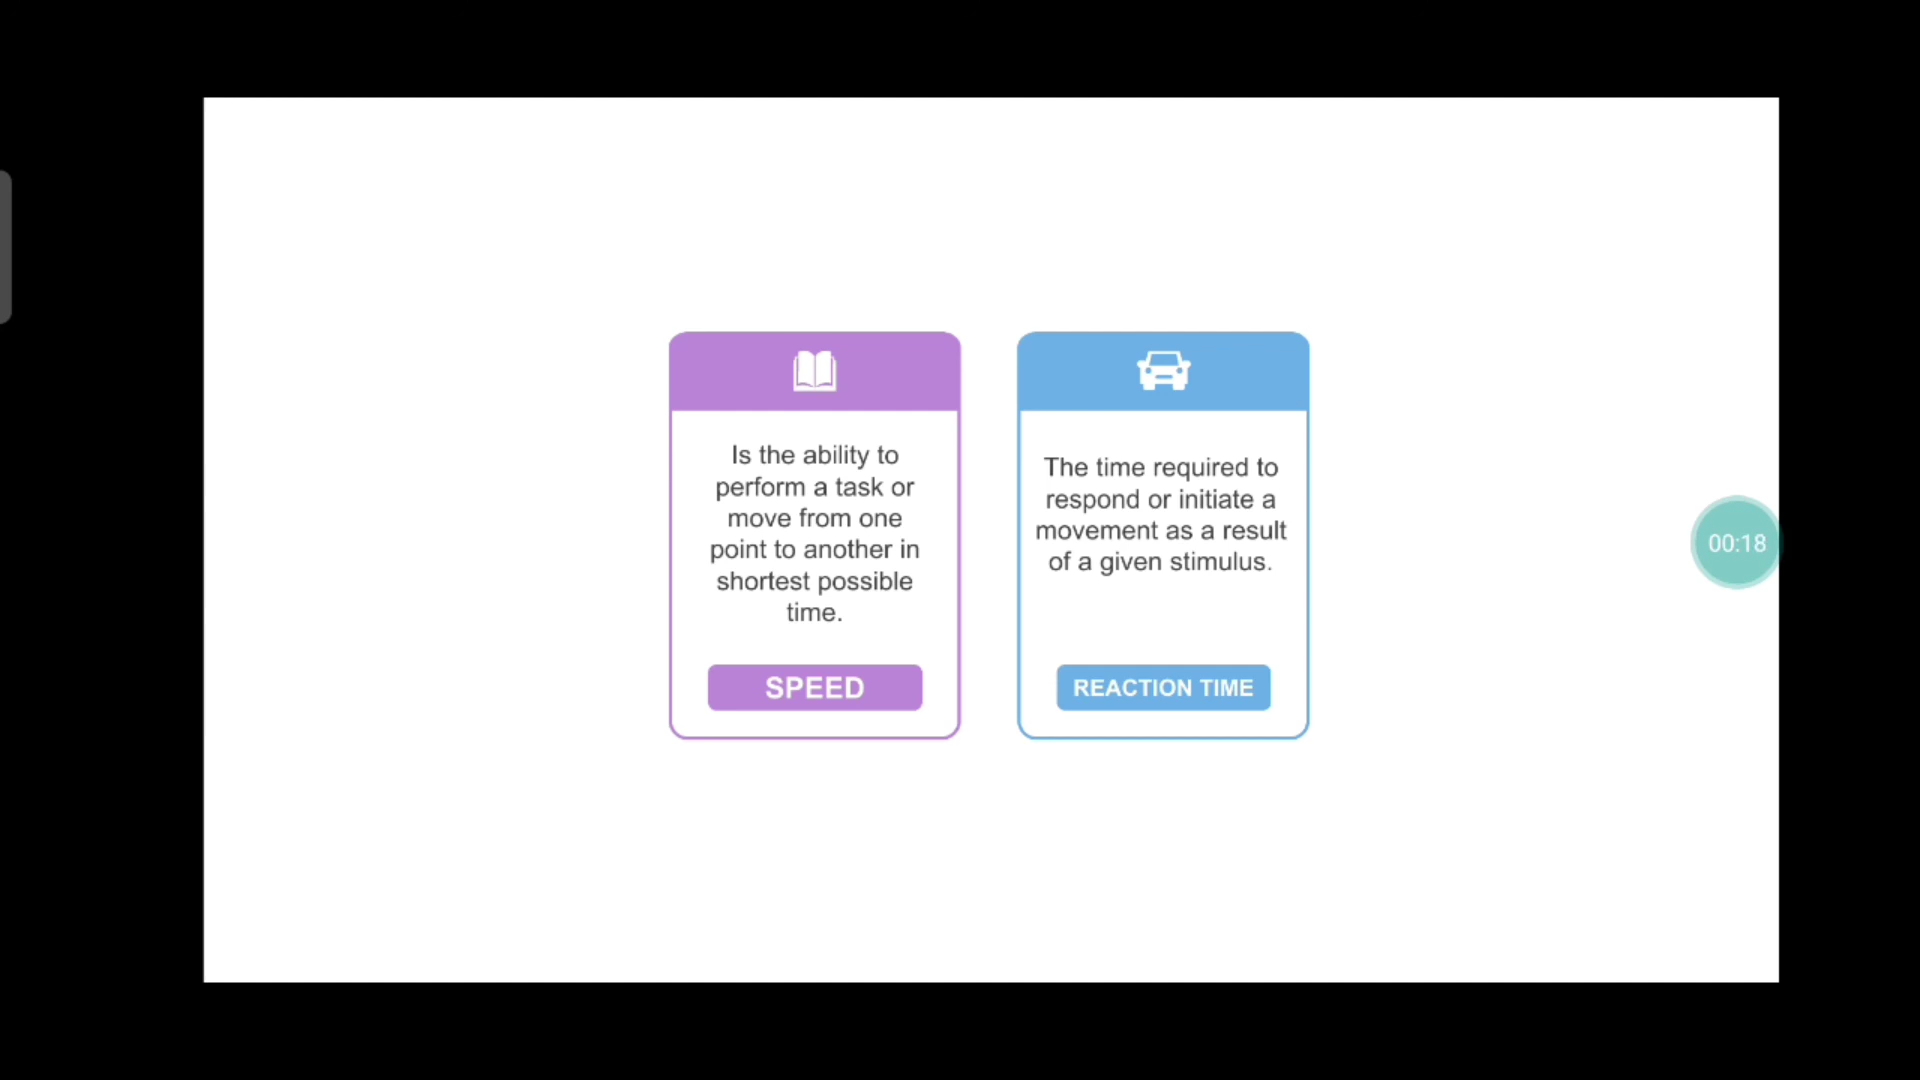 Is the ability to
perform a task or
move from one
point to another in
shortest possible
time.
SPEED
The time required to
respond or initiate a
movement as a result
of a given stimulus.
REACTION TIME
00:18